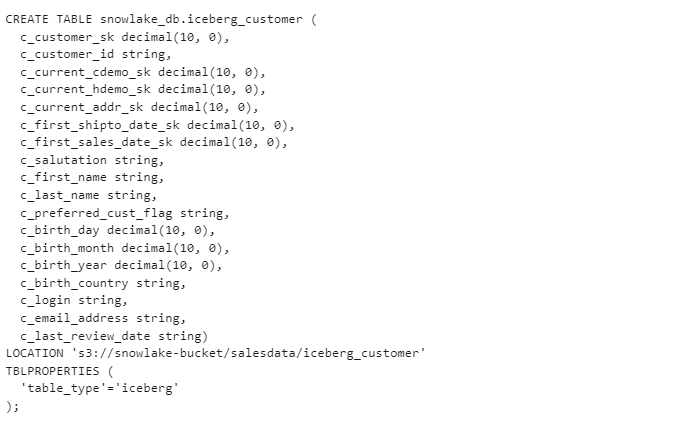 CREATE TABLE snowlake_db.iceberg_customer (
  c_customer_sk decimal(10, 0),
  c_customer_id string,
  c_current_cdemo_sk decimal(10, 0),
  c_current_hdemo_sk decimal(10, 0),
  c_current_addr_sk decimal(10, 0),
  c_first_shipto_date_sk decimal(10, 0),
  c_first_sales_date_sk decimal(10, 0),
  c_salutation string,
  c_first_name string,
  c_last_name string,
  c_preferred_cust_flag string,
  c_birth_day decimal(10, 0),
  c_birth_month decimal(10, 0),
  c_birth_year decimal(10, 0),
  c_birth_country string,
  c_login string,
  c_email_address string,
  c_last_review_date string)
LOCATION 's3://snowlake-bucket/salesdata/iceberg_customer'
TBLPROPERTIES (
  'table_type'='iceberg'
);